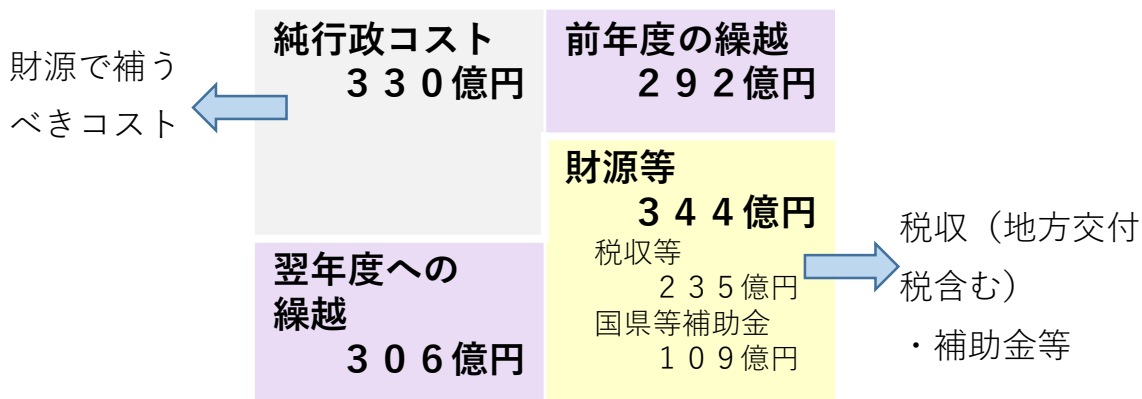 財源で補う
べきコスト
純行政コスト
３３０億円
前年度の繰越
２９２億円
財源等
３４４億円
税収等
２３５億円
国県等補助金
１０９億円
翌年度への
繰越
３０６億円
税収（地方交付
税含む）
・補助金等